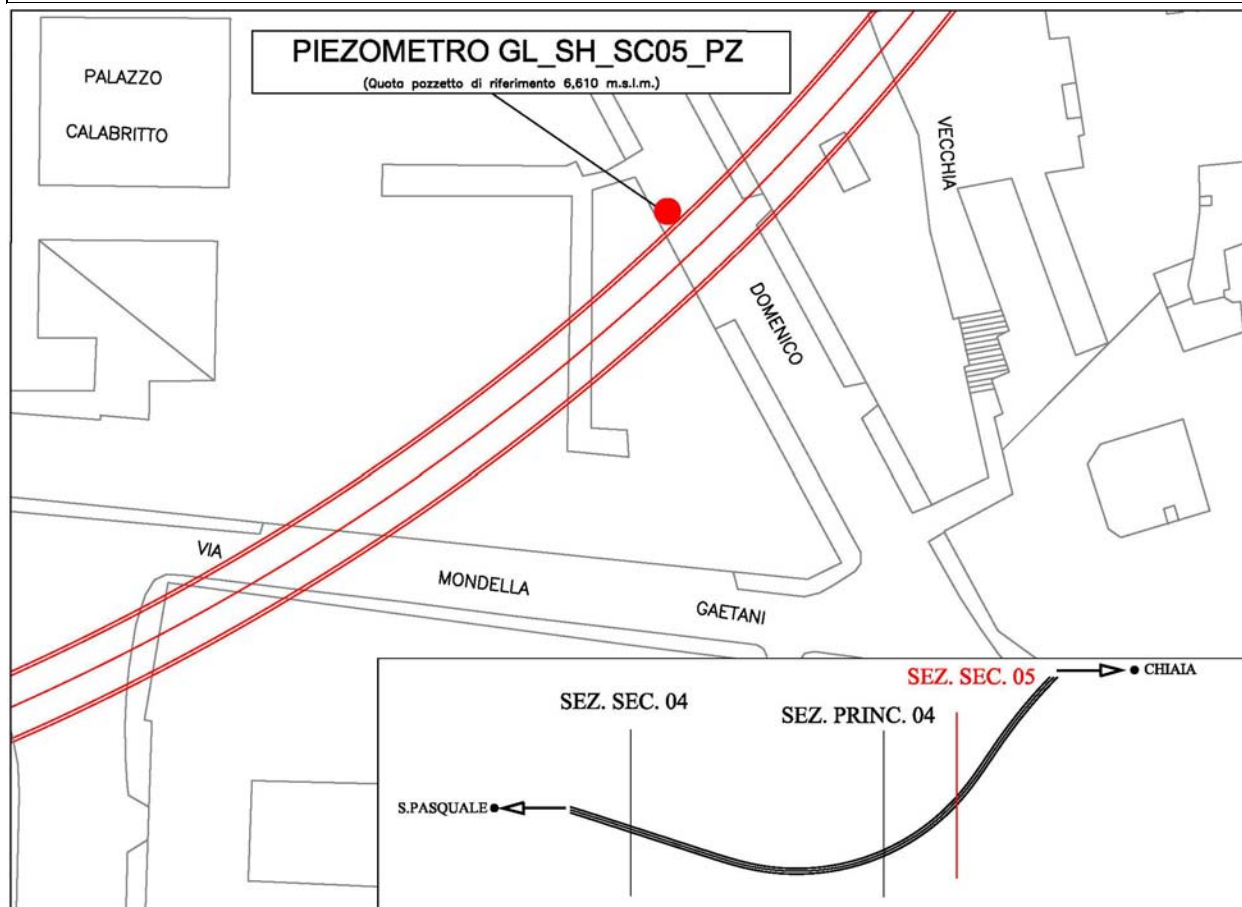 PIEZOMETRO GL_SH_SC05_PZ
(Quota pozzetto di riferimento 6,610 m.s.l.m.)
PALAZZO
CALABRITTO
VECCHIA
DOMENICO
VIA
MONDELLA
GAETANI
SEZ. SEC. 05
CHIAIA
SEZ. SEC. 04
SEZ. PRINC. 04
S.PASQUALE